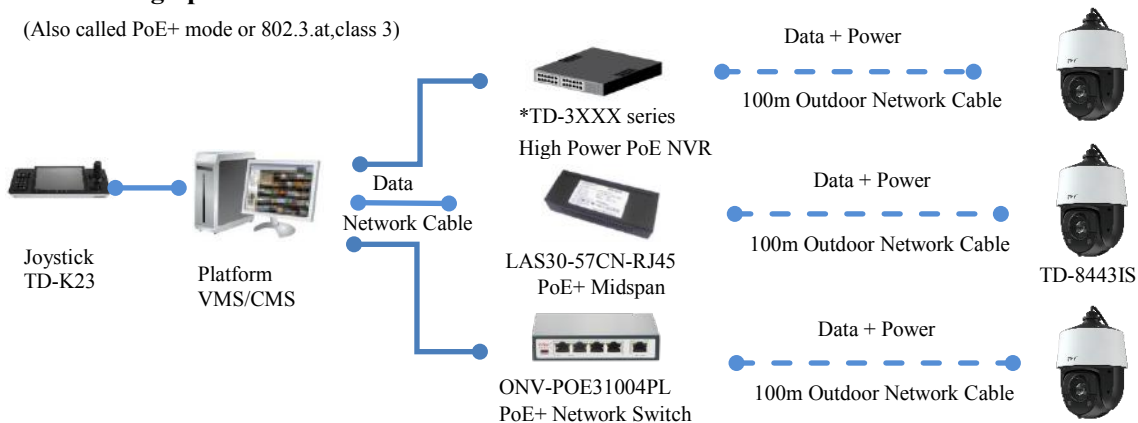 (Also called PoE+ mode or 802.3.at,class 3)
Data + Power
100m Outdoor Network Cable
*TD-3XXX series
High Power PoE NVR
Data
Network Cable
Joystick
TD-K23
Platform
VMS/CMS
LAS30-57CN-RJ45
PoE+ Midspan
Data + Power
100m Outdoor Network Cable
TD-8443IS
ONV-POE31004PL
PoE+ Network Switch
Data + Power
100m Outdoor Network Cable